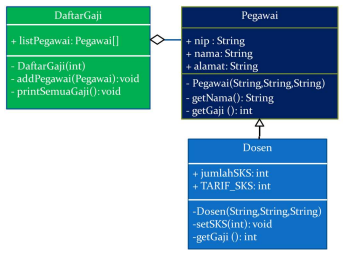 DaftarGaji
+ listPegawai: Pegawai[]
- DaftarGaji(int)
- addPegawai(Pegawai): void
- printSemuaGaji(): void
Pegawai
+ nip : String
+ nama: String
+ alamat: String
- Pegawai(String,String,String)
- getNama(): String
- getGaji (): int
Dosen
+ jumlahSKS: int
+ TARIF_SKS: int
-Dosen(String,String,String)
-setSKS(int): void
-getGaji (): int